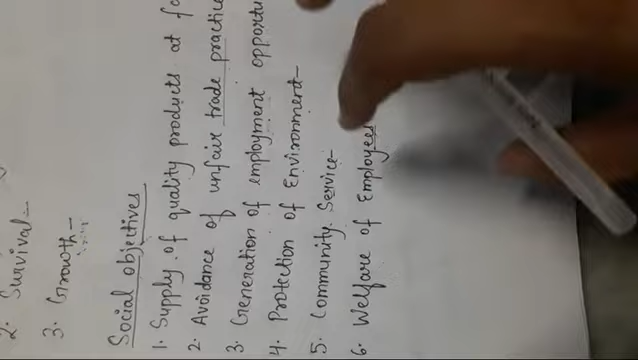 2. Survival-
3. Growth-
Social objectives
1. Supply of quality products at
2. Avoidance of unfair trade practice
3. Generation of employment
4. Protection of Environment-
5. Community Service-
6. Welfare of Employees